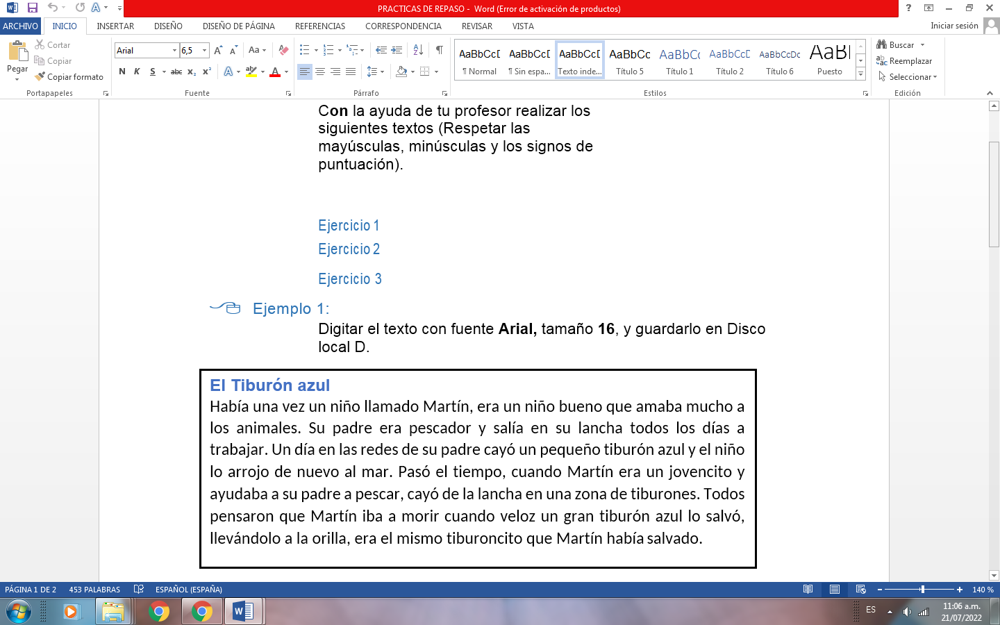 PRACTICAS DE REPASO - Word (Error de activación de productos)
ARCHIVO INICIO INSERTAR DISEÑO DISEÑO DE PÁGINA REFERENCIAS CORRESPONDENCIA REVISAR VISTA Iniciar sesión
Pegar
Cortar
Copiar
Copiar formato
Portapapeles
Arial 6,5
N K S abc x₂ x²
Fuente
Párrafo
AaBbCcD AaBbCcD AaBbCcD AaBbCc AaBbCc AaBbCcD AaBbCcDc AaBl
¶ Normal ¶ Sin espa... Texto inde... Título 5 Título 1 Título 2 Título 6 Puesto
Estilos
Buscar
Reemplazar
Seleccionar
Edición
Con la ayuda de tu profesor realizar los
siguientes textos (Respetar las
mayúsculas, minúsculas y los signos de
puntuación).
Ejercicio 1
Ejercicio 2
Ejercicio 3
Ejemplo 1:
Digitar el texto con fuente Arial, tamaño 16, y guardarlo en Disco
local D.
El Tiburón azul
Había una vez un niño llamado Martín, era un niño bueno que amaba mucho a
los animales. Su padre era pescador y salía en su lancha todos los días a
trabajar. Un día en las redes de su padre cayó un pequeño tiburón azul y el niño
lo arrojo de nuevo al mar. Pasó el tiempo, cuando Martín era un jovencito y
ayudaba a su padre a pescar, cayó de la lancha en una zona de tiburones. Todos
pensaron que Martín iba a morir cuando veloz un gran tiburón azul lo salvó,
llevándolo a la orilla, era el mismo tiburoncito que Martín había salvado.
PÁGINA 1 DE 2 453 PALABRAS ESPAÑOL (ESPAÑA) 140 %
ES
11:06 a.m.
21/07/2022